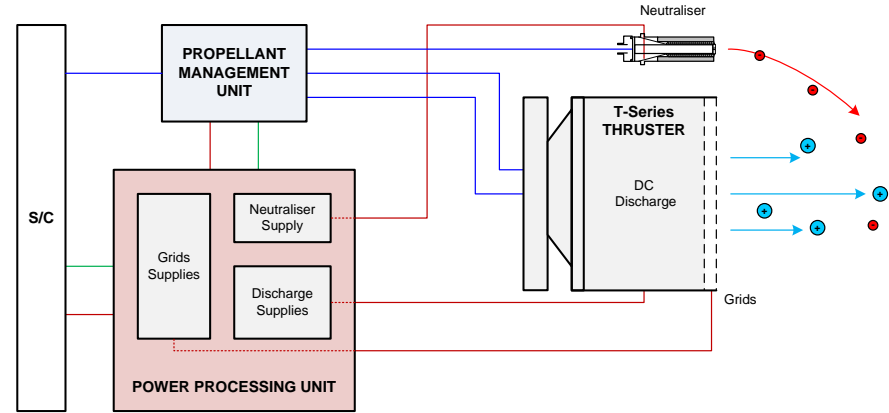 Neutraliser
PROPELLANT
MANAGEMENT
UNIT
T-Series
THRUSTER
DC
Discharge
S/C
Neutraliser
Supply
Grids
Supplies
Discharge
Supplies
Grids
POWER PROCESSING UNIT